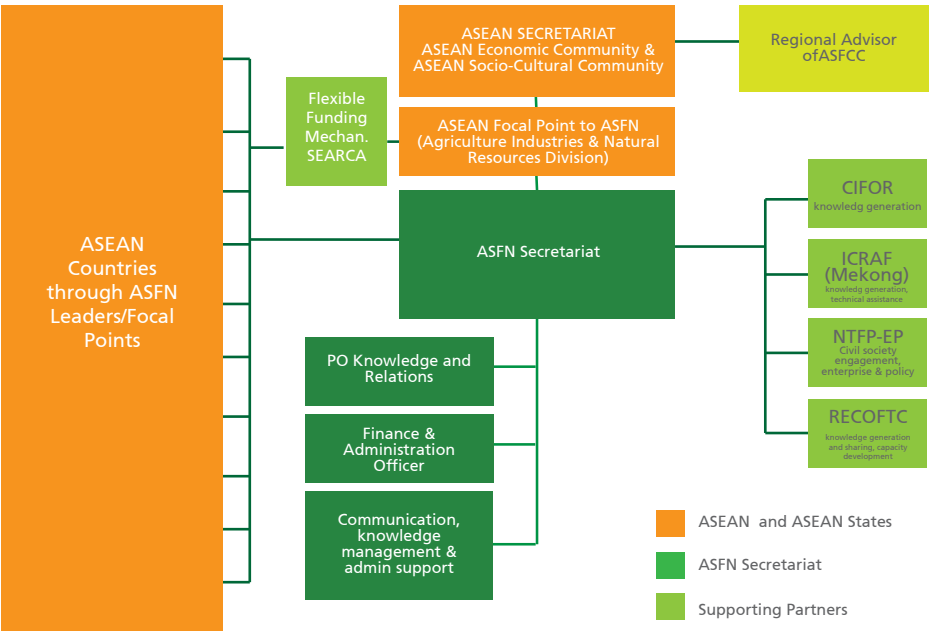 ASEAN
Countries
through ASFN
Leaders/Focal
Points
Flexible
Funding
Mechan.
SEARCA
ASEAN SECRETARIAT
ASEAN Economic Community &
ASEAN Socio-Cultural Community
Regional Advisor
ofASFCC
ASEAN Focal Point to ASFN
(Agriculture Industries & Natural
Resources Division)
ASFN Secretariat
PO Knowledge and
Relations
Finance &
Administration
Officer
Communication,
knowledge
management &
admin support
CIFOR
knowledg generation
ICRAF
(Mekong)
knowledg generation,
technical assistance
NTFP-EP
Civil society
engagement,
enterprise & policy
RECOFTC
knowledge generation
and sharing, capacity
development
ASEAN and ASEAN States
ASFN Secretariat
Supporting Partners